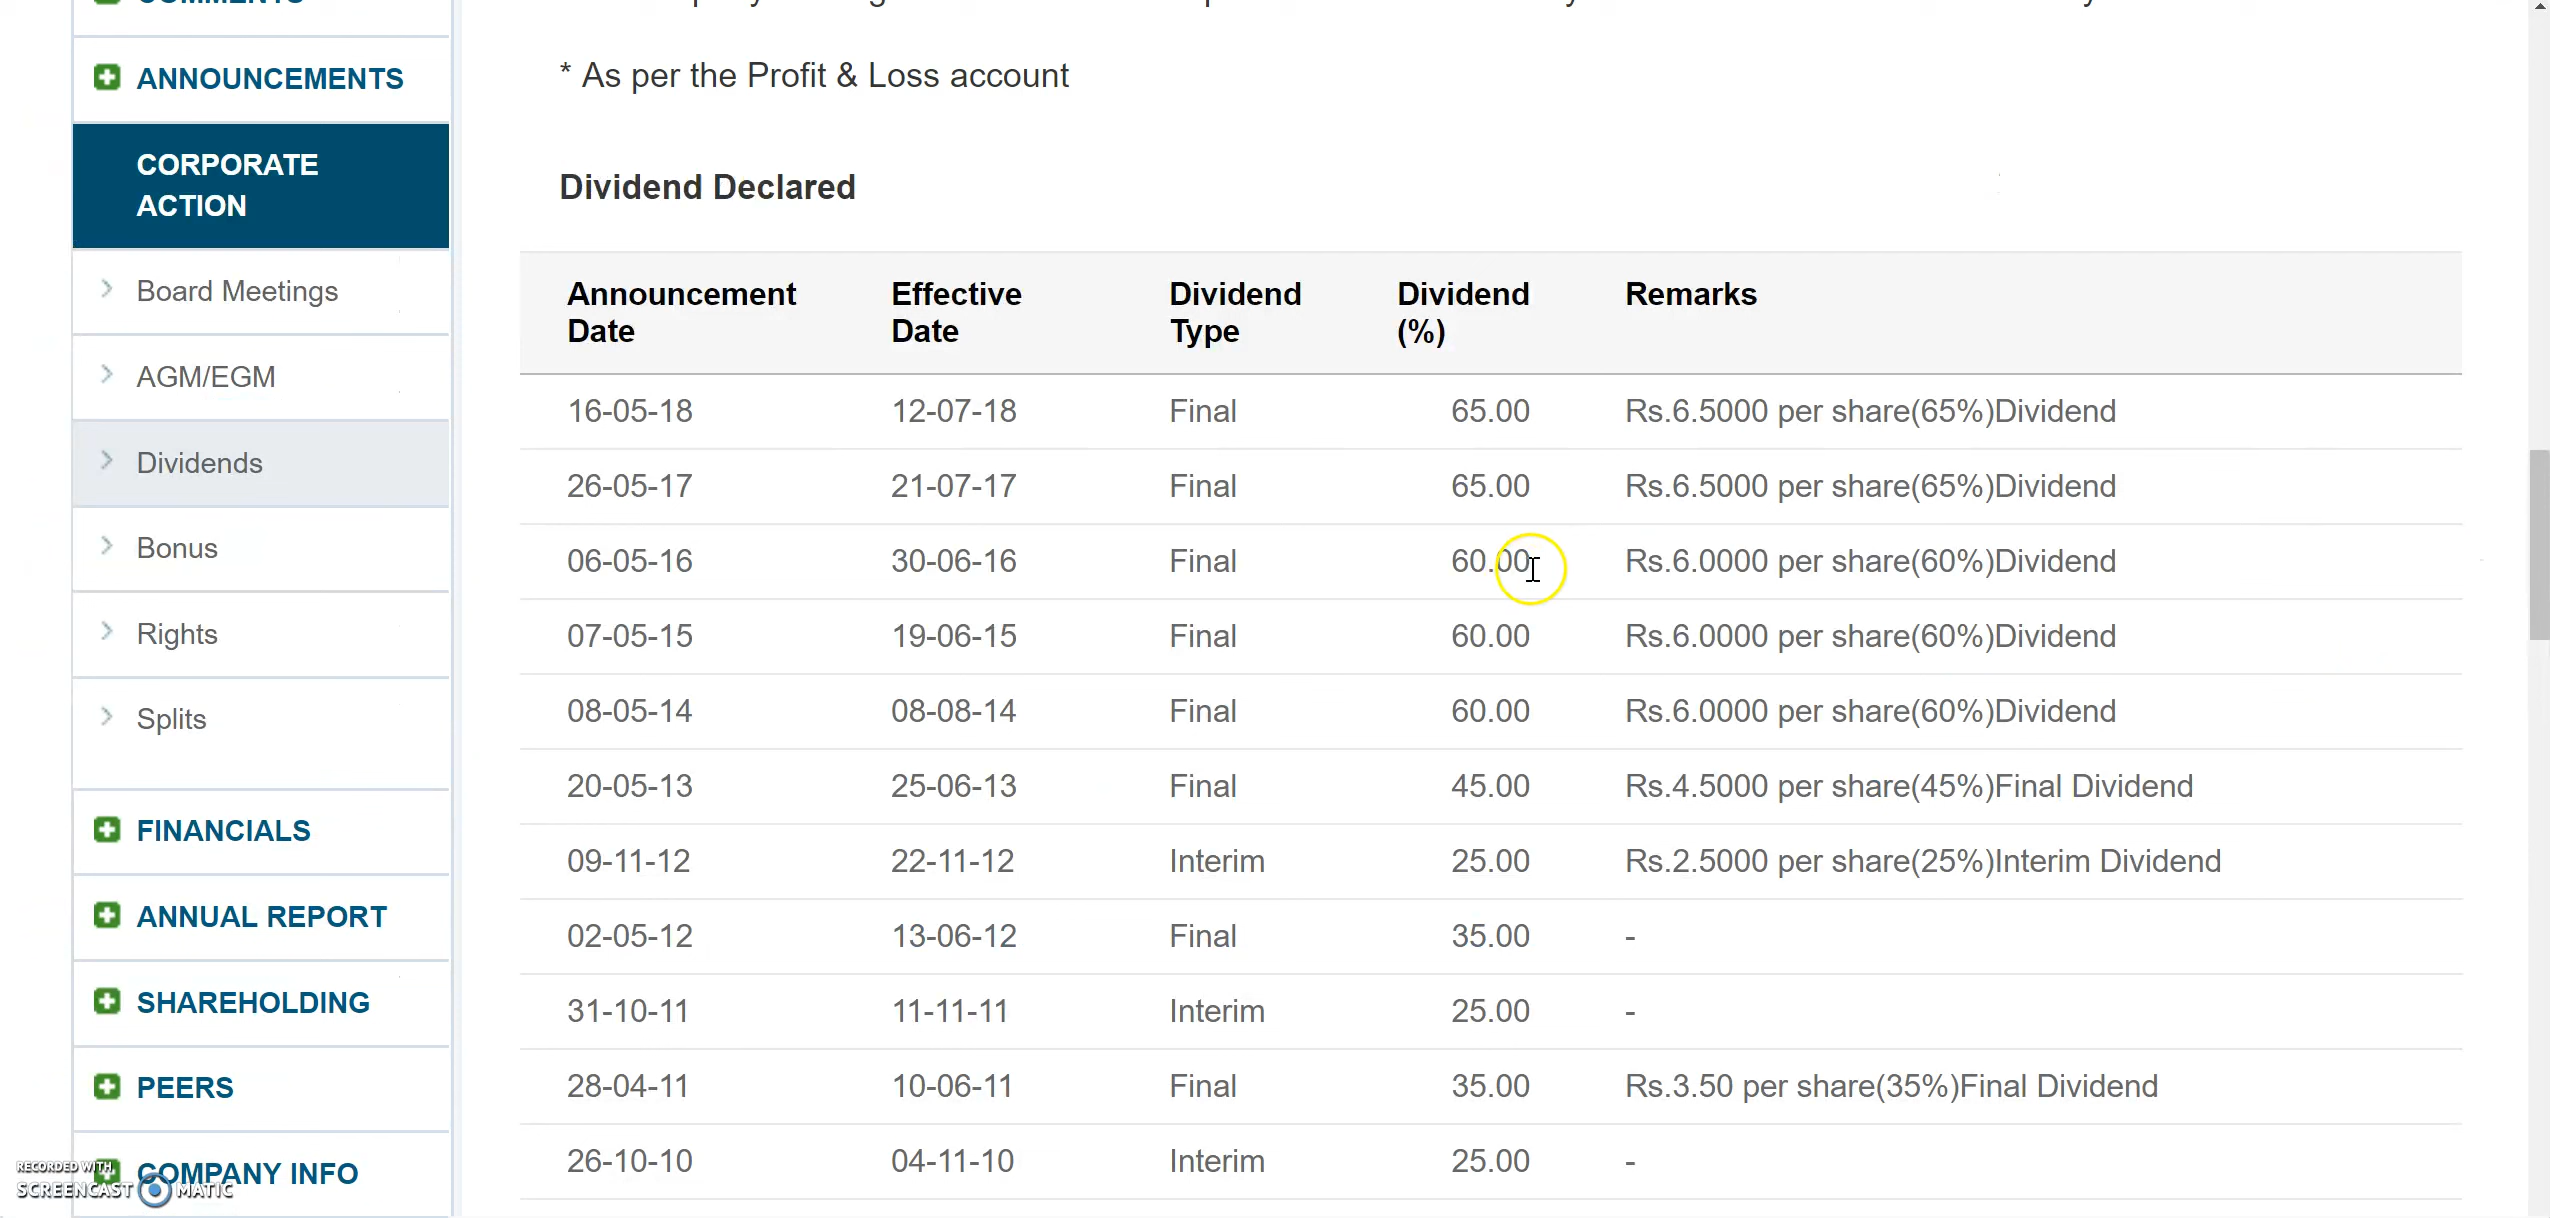 ANNOUNCEMENTS
CORPORATE
ACTION
Board Meetings
AGM/EGM
Dividends
Bonus
Rights
Splits
FINANCIALS
ANNUAL REPORT
SHAREHOLDING
PEERS
COMPANY INFO
* As per the Profit & Loss account
Dividend Declared
Announcement Date Effective Date Dividend Type Dividend (%) Remarks
16-05-18 12-07-18 Final 65.00 Rs.6.5000 per share(65%)Dividend
26-05-17 21-07-17 Final 65.00 Rs.6.5000 per share(65%)Dividend
06-05-16 30-06-16 Final 60.00 Rs.6.0000 per share(60%)Dividend
07-05-15 19-06-15 Final 60.00 Rs.6.0000 per share(60%)Dividend
08-05-14 08-08-14 Final 60.00 Rs.6.0000 per share(60%)Dividend
20-05-13 25-06-13 Final 45.00 Rs.4.5000 per share(45%)Final Dividend
09-11-12 22-11-12 Interim 25.00 Rs.2.5000 per share(25%)Interim Dividend
02-05-12 13-06-12 Final 35.00 -
31-10-11 11-11-11 Interim 25.00 -
28-04-11 10-06-11 Final 35.00 Rs.3.50 per share(35%)Final Dividend
26-10-10 04-11-10 Interim 25.00 -
RECORDED WITH
SCREENCAST MATIC